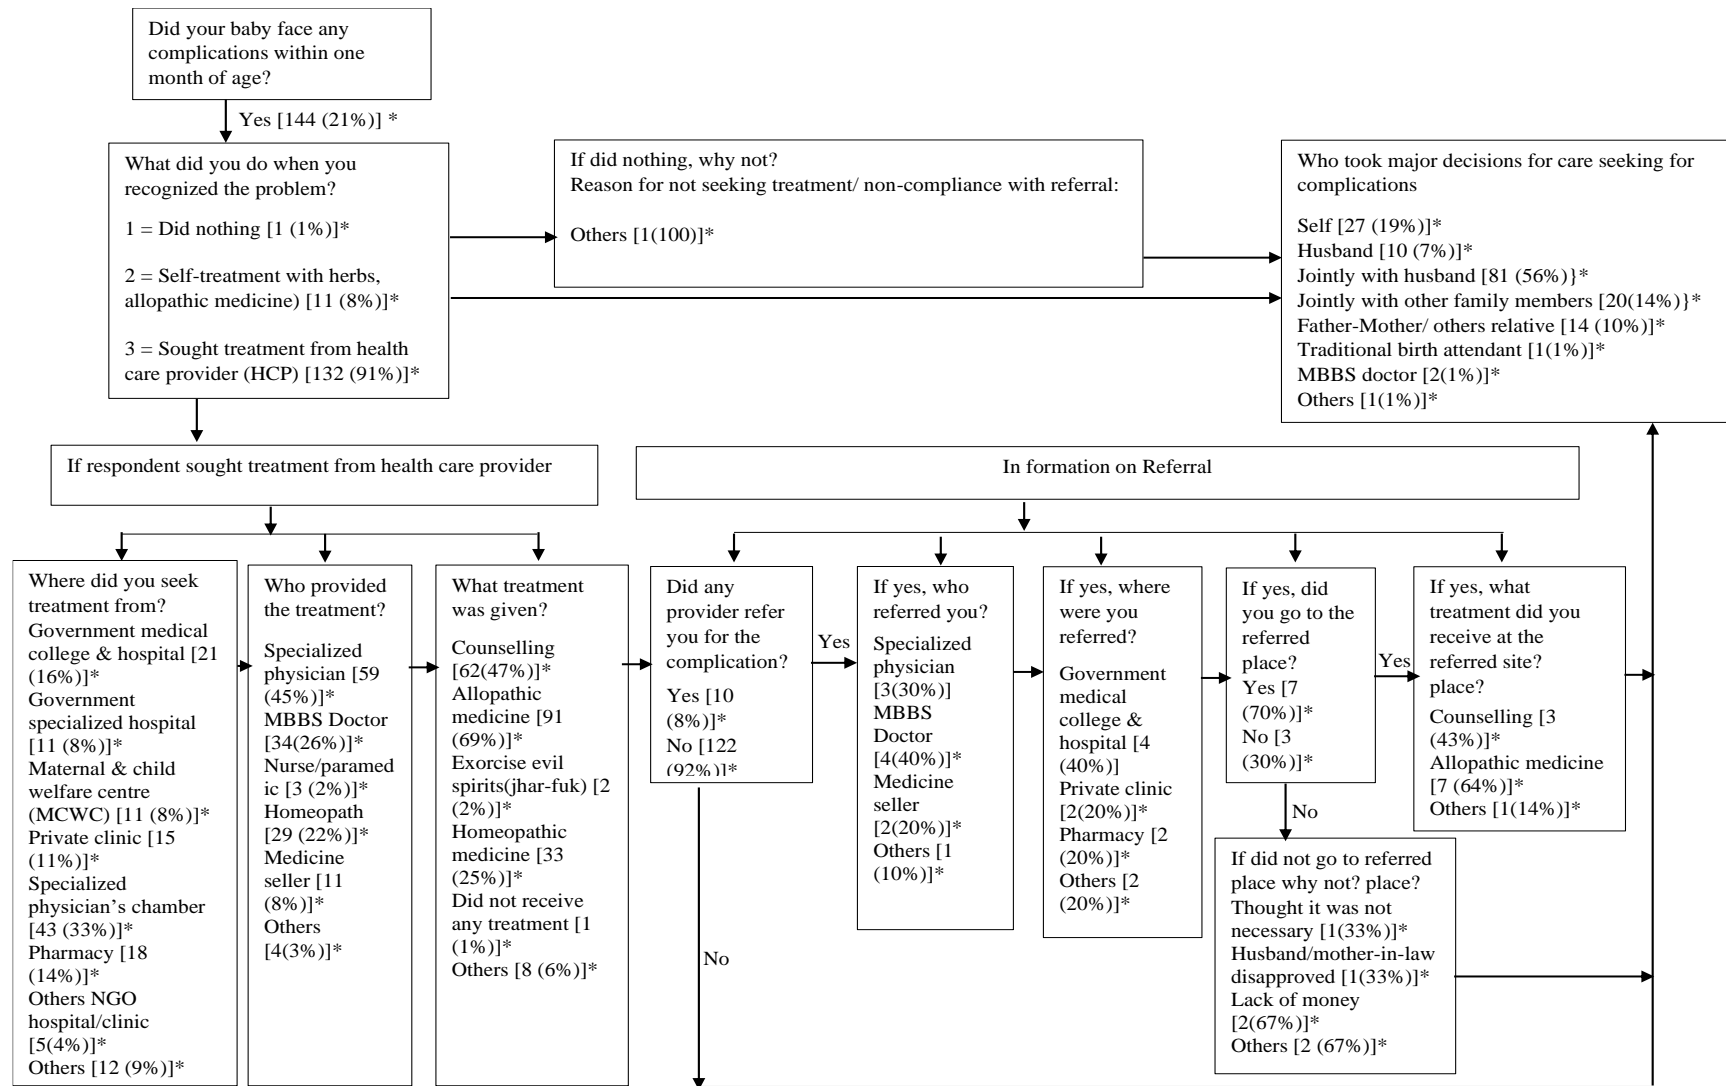 Did your baby face any
complications within one
month of age?
Yes [144 (21%)] *
What did you do when you
recognized the problem?
1 = Did nothing [1 (1%)]*
2 = Self-treatment with herbs,
allopathic medicine) [11 (8%)]*
3 = Sought treatment from health
care provider (HCP) [132 (91%)]*
If did nothing, why not?
Reason for not seeking treatment/ non-compliance with referral:
Others [1(100)]*
Who took major decisions for care seeking for
complications
Self [27 (19%)]*
Husband [10 (7%)]*
Jointly with husband [81 (56%)}*
Jointly with other family members [20(14%)}*
Father-Mother/ others relative [14 (10%)]*
Traditional birth attendant [1(1%)]*
MBBS doctor [2(1%)]*
Others [1(1%)]*
If respondent sought treatment from health care provider
In formation on Referral
Where did you seek
treatment from?
Government medical
college & hospital [21
(16%)]*
Government
specialized hospital
[11 (8%)]*
Maternal & child
welfare centre
(MCWC) [11 (8%)]*
Private clinic [15
(11%)]*
Specialized
physician's chamber
[43 (33%)]*
Pharmacy [18
(14%)]*
Others NGO
hospital/clinic
[5(4%)]*
Others [12 (9%)]*
Who provided
the treatment?
Specialized
physician [59
(45%)]*
MBBS Doctor
[34(26%)]*
Nurse/paramed
ic [3 (2%)]*
Homeopath
[29 (22%)]*
Medicine
seller [11
(8%)]*
Others
[4(3%)]*
What treatment
was given?
Counselling
[62(47%)]*
Allopathic
medicine [91
(69%)]*
Exorcise evil
spirits(jhar-fuk) [2
(2%)]*
Homeopathic
medicine [33
(25%)]*
Did not receive
any treatment [1
(1%)]*
Others [8 (6%)]*
Did any
provider refer
you for the
complication?
Yes [10
(8%)]*
No [122
(92%)]*
Yes
No
If yes, who
referred you?
Specialized
physician
[3(30%)]
MBBS
Doctor
[4(40%)]*
Medicine
seller
[2(20%)]*
Others [1
(10%)]*
If yes, where
were you
referred?
Government
medical
college &
hospital [4
(40%)]
Private clinic
[2(20%)]*
Pharmacy [2
(20%)]*
Others [2
(20%)]*
If yes, did
you go to the
referred
place?
Yes [7
(70%)]*
No [3
(30%)]*
Yes
No
If yes, what
treatment did you
receive at the
referred site?
place?
Counselling [3
(43%)]*
Allopathic medicine
[7 (64%)]*
Others [1(14%)]*
If did not go to referred
place why not? place?
Thought it was not
necessary [1(33%)]*
Husband/mother-in-law
disapproved [1(33%)]*
Lack of money
[2(67%)]*
Others [2 (67%)]*